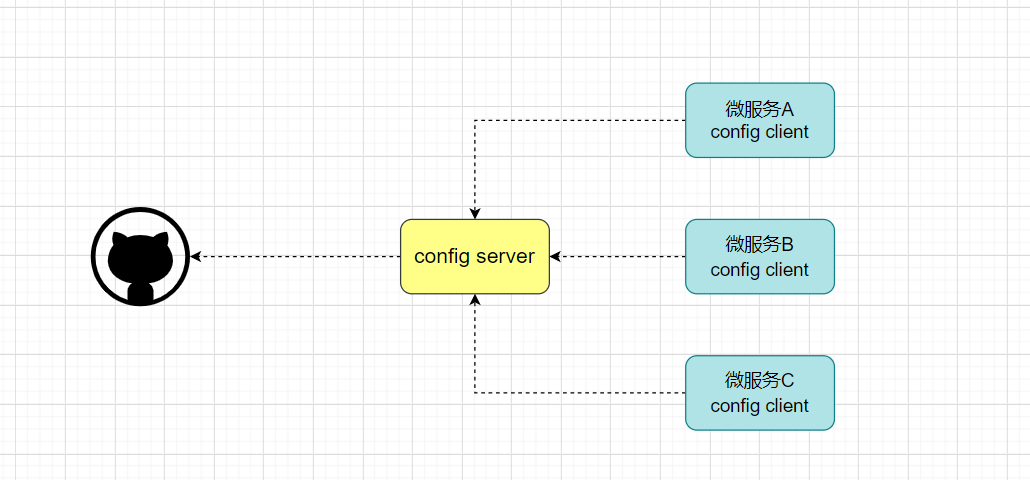 微服务A
config client
config server
微服务B
config client
微服务C
config client